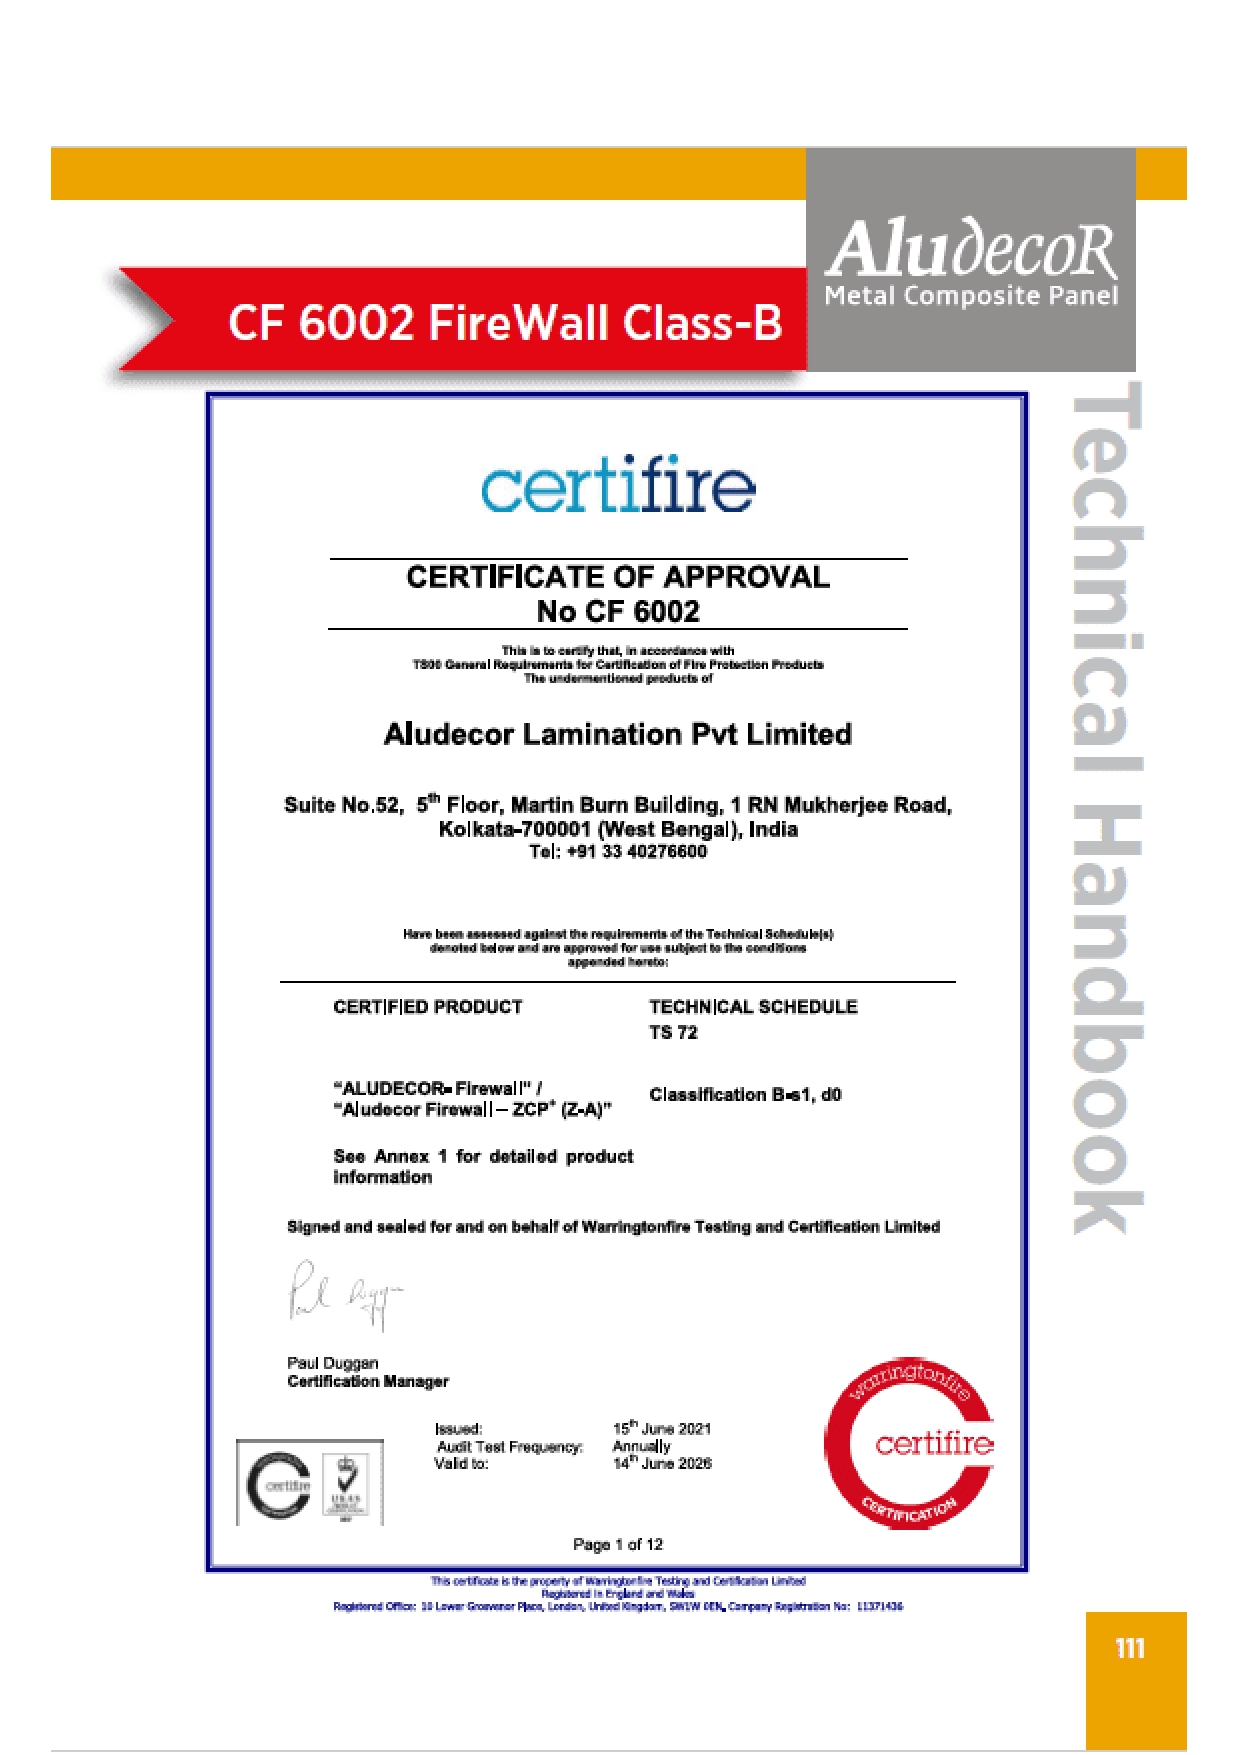 AludecoR
Metal Composite Panel
CF 6002 FireWall Class-B
Technical Handbook
certifire
CERTIFICATE OF APPROVAL
No CF 6002
This is to certify that, in accordance with
TS00 General Requirements for Certification of Fire Protection Products
The undermentioned products of
Aludecor Lamination Pvt Limited
Suite No.52, 5th Floor, Martin Burn Building, 1 RN Mukherjee Road,
Kolkata-700001 (West Bengal), India
Tel: +91 33 40276600
Have been assessed against the requirements of the Technical Schedule(s)
denoted below and are approved for use subject to the conditions
appended hereto:
CERTIFIED PRODUCT TECHNICAL SCHEDULE
TS 72
“ALUDECOR- Firewall” /
“Aludecor Firewall – ZCP+ (Z-A)”
Classification B-s1, d0
See Annex 1 for detailed product
information
Signed and sealed for and on behalf of Warringtonfire Testing and Certification Limited
Paul Duggan
Paul Duggan
Certification Manager
Issued: 15th June 2021
Audit Test Frequency: Annually
Valid to: 14th June 2026
certifire
UKAS
warringtonfire
certifire
CERTIFICATION
Page 1 of 12
This certificate is the property of Warringtonfire Testing and Certification Limited
Registered in England and Wales
Registered Office: 10 Lower Grosvenor Place, London, United Kingdom, SW1W 0EN, Company Registration No: 11371436
111